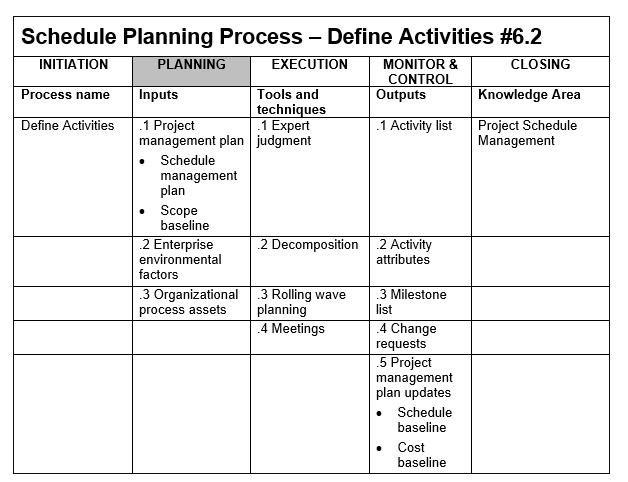 Schedule Planning Process – Define Activities #6.2
INITIATION
PLANNING
EXECUTION
MONITOR &
CONTROL
CLOSING
Process name
Inputs
Tools and
techniques
Outputs
Knowledge Area
Define Activities
.1 Project
management plan
• Schedule
management
plan
• Scope
baseline
.1 Expert
judgment
.1 Activity list
Project Schedule
Management
.2 Enterprise
environmental
factors
.2 Decomposition
.2 Activity
attributes
.3 Organizational
process assets
.3 Rolling wave
planning
.3 Milestone
list
.4 Meetings
.4 Change
requests
.5 Project
management
plan updates
• Schedule
baseline
• Cost
baseline